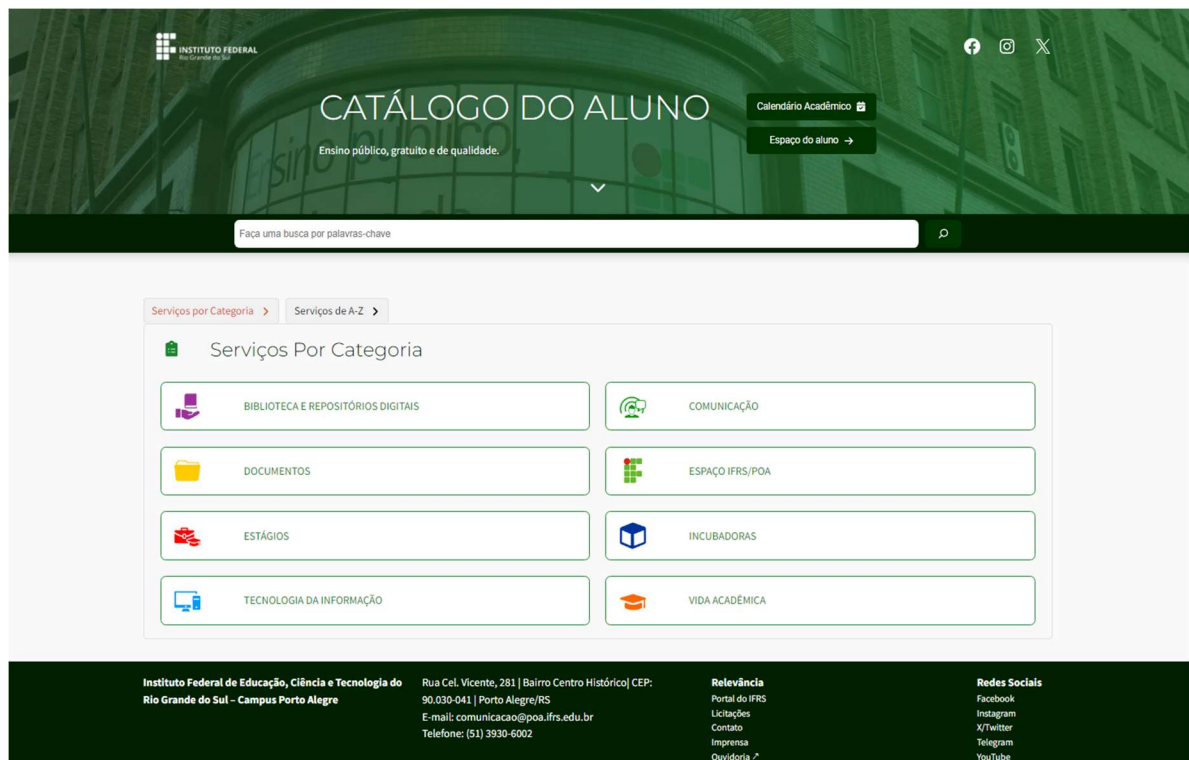 INSTITUTO FEDERAL
Rio Grande do Sul
CATÁLOGO DO ALUNO
Ensino público, gratuito e de qualidade.
Calendário Acadêmico
Espaço do aluno →
Ensino público,
Faça uma busca por palavras-chave
Serviços por Categoria
Serviços de A-Z
Serviços Por Categoria
BIBLIOTECA E REPOSITÓRIOS DIGITAIS
COMUNICAÇÃO
DOCUMENTOS
ESPAÇO IFRS/POA
ESTÁGIOS
INCUBADORAS
TECNOLOGIA DA INFORMAÇÃO
VIDA ACADÊMICA
Instituto Federal de Educação, Ciência e Tecnologia do
Rio Grande do Sul – Campus Porto Alegre
Rua Cel. Vicente, 281 | Bairro Centro Histórico| CEP:
90.030-041 | Porto Alegre/RS
E-mail: comunicacao@poa.ifrs.edu.br
Telefone: (51) 3930-6002
Relevância
Portal do IFRS
Licitações
Contato
Imprensa
Ouvidoria ↗
Redes Sociais
Facebook
Instagram
X/Twitter
Telegram
YouTube